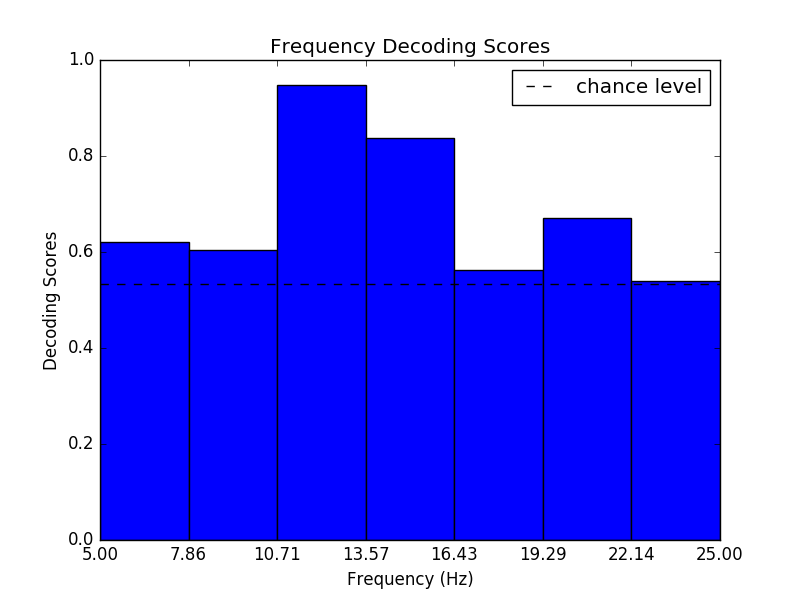 Frequency Decoding Scores
chance level
Decoding Scores
1.0
0.8
0.6
0.4
0.2
0.0
5.00 7.86 10.71 13.57 16.43 19.29 22.14 25.00
Frequency (Hz)